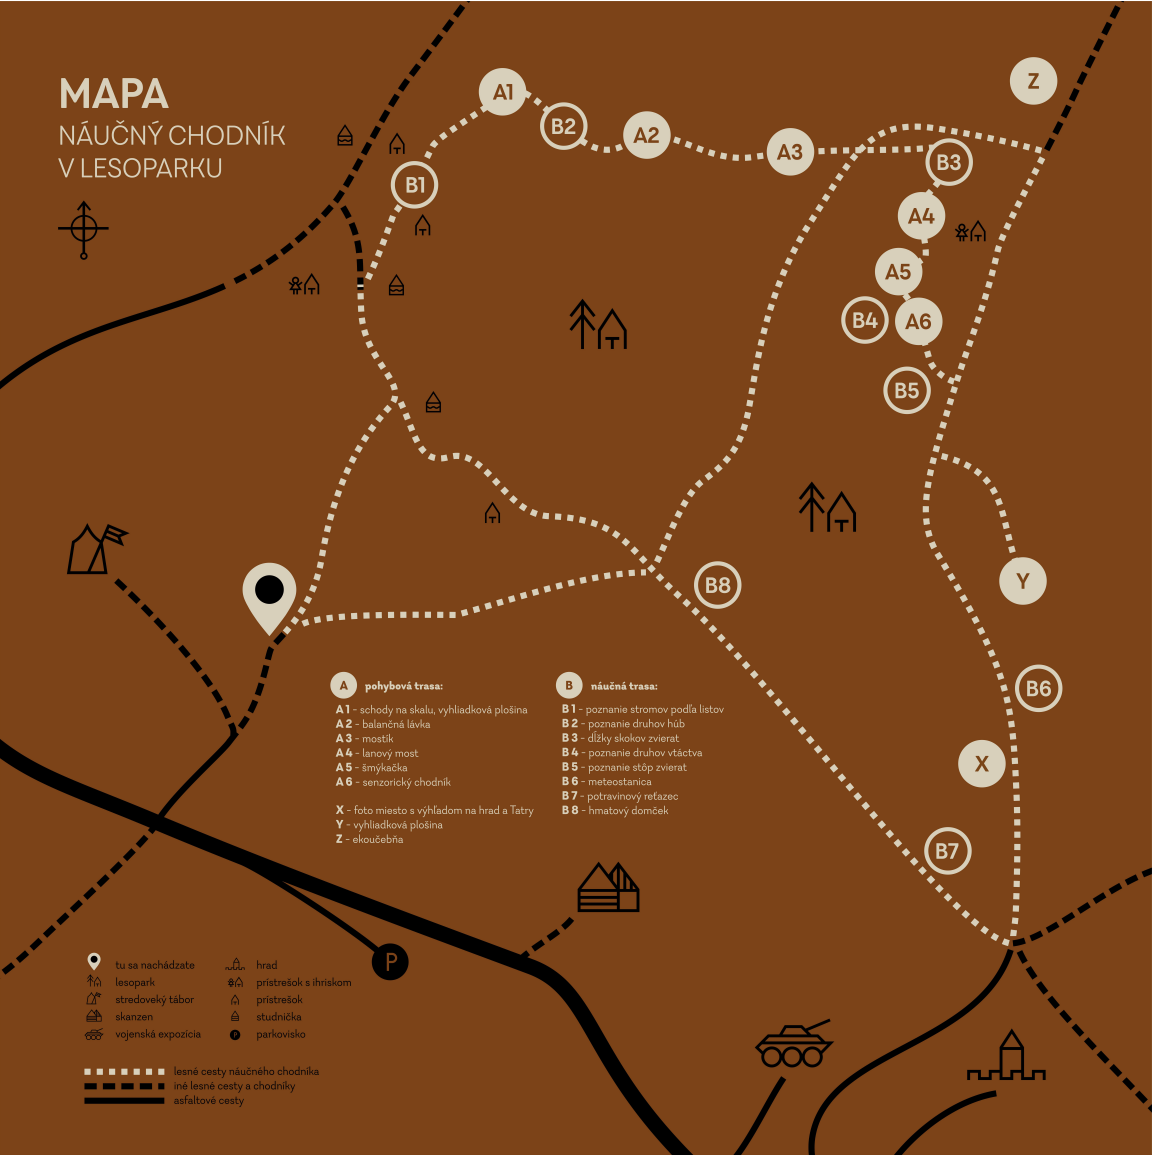 MAPA
NÁUČNÝ CHODNÍK
V LESOPARKU
A1
B2
A2
A3
B1
Z
B3
A4
A5
B4
A6
B5
B8
Y
B6
X
B7
A pohybová trasa:
A1 - schody na skalu, vyhliadková plošina
A2 - balančná lávka
A3 - mostík
A4 - lanový most
A5 - šmýkačka
A6 - senzorický chodník
X - foto miesto s výhľadom na hrad a Tatry
Y - vyhliadková plošina
Z - ekoučebňa
B náučná trasa:
B1 - poznanie stromov podľa listov
B2 - poznanie druhov húb
B3 - dĺžky skokov zvierat
B4 - poznanie druhov vtáctva
B5 - poznanie stôp zvierat
B6 - meteostanica
B7 - potravinový reťazec
B8 - hmatový domček
P
tu sa nachádzate
lesopark
stredoveký tábor
skanzen
vojenská expozícia
hrad
prístrešok s ihriskom
prístrešok
studnička
P parkovisko
lesné cesty náučného chodníka
iné lesné cesty a chodníky
asfaltové cesty